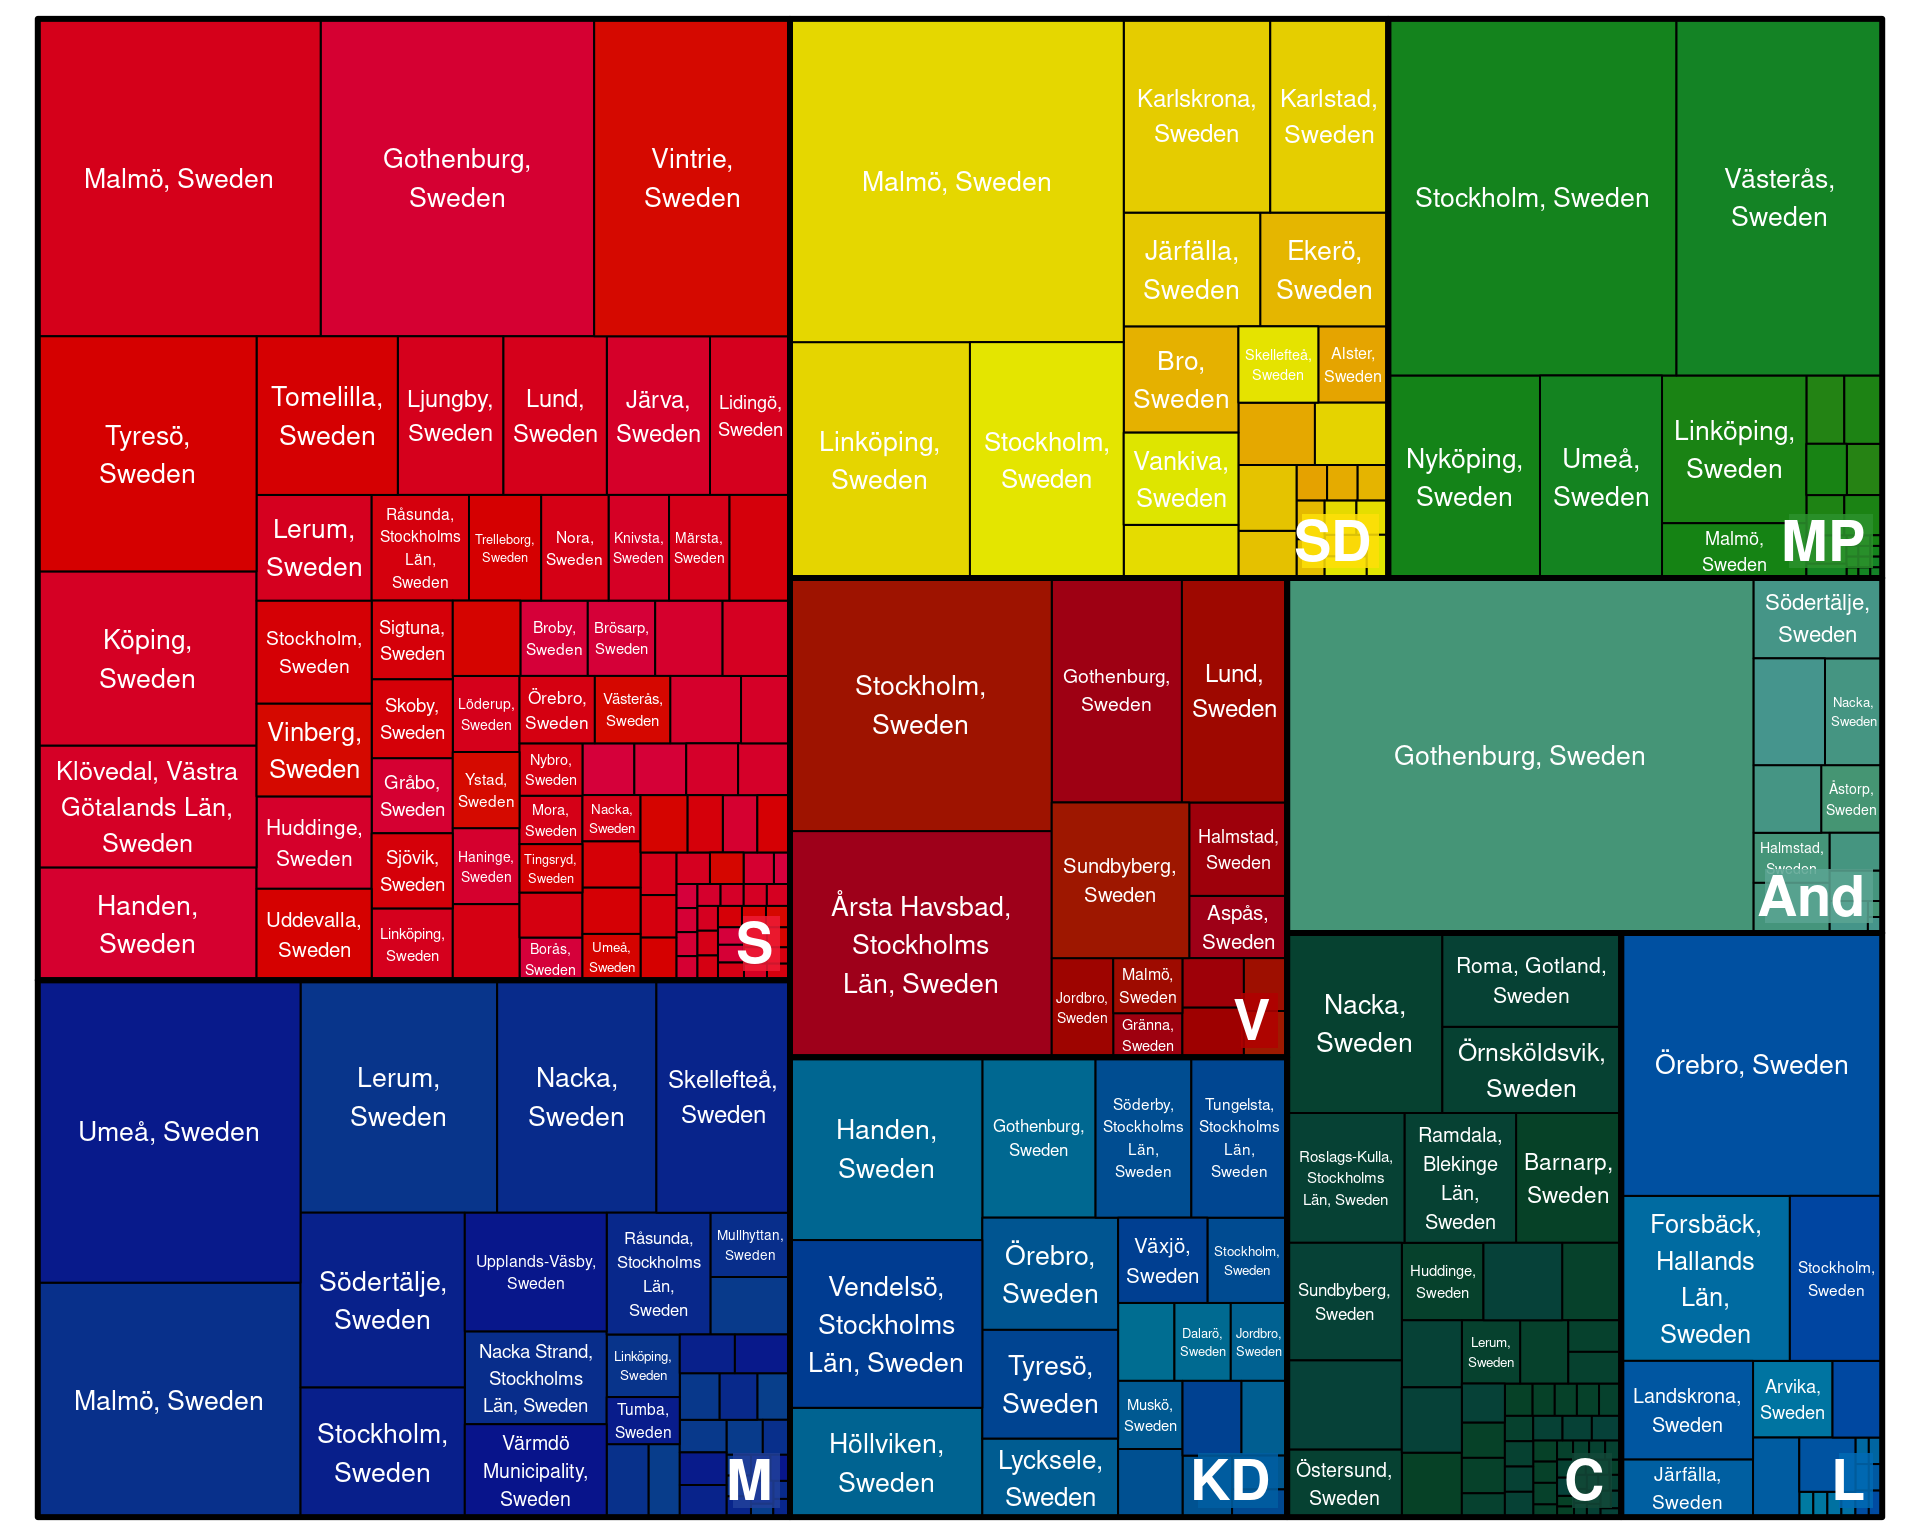 Malmö, Sweden
Gothenburg,
Sweden
Vintrie,
Sweden
Tyresö,
Sweden
Tomelilla,
Sweden
Ljungby,
Sweden
Lund,
Sweden
Järva,
Sweden
Lidingö,
Sweden
Köping,
Sweden
Klövedal, Västra
Götalands Län,
Sweden
Handen,
Sweden
Lerum,
Sweden
Råsunda,
Stockholms
Län,
Sweden
Trelleborg,
Sweden
Nora,
Sweden
Knivsta,
Sweden
Märsta,
Sweden
Stockholm,
Sweden
Vinberg,
Sweden
Huddinge,
Sweden
Uddevalla,
Sweden
Sigtuna,
Sweden
Skoby,
Sweden
Gråbo,
Sweden
Sjövik,
Sweden
Linköping,
Sweden
Broby,
Sweden
Brösarp,
Sweden
Löderup,
Sweden
Ystad,
Sweden
Haninge,
Sweden
Örebro,
Sweden
Västerås,
Sweden
Nybro,
Sweden
Mora,
Sweden
Tingsryd,
Sweden
Borås,
Sweden
Nacka,
Sweden
Umeå,
Sweden
S
Umeå, Sweden
Malmö, Sweden
Lerum,
Sweden
Nacka,
Sweden
Skellefteå,
Sweden
Södertälje,
Sweden
Stockholm,
Sweden
Upplands-Väsby,
Sweden
Nacka Strand,
Stockholms
Län, Sweden
Värmdö
Municipality,
Sweden
Råsunda,
Stockholms
Län,
Sweden
Mullhyttan,
Sweden
Linköping,
Sweden
Tumba,
Sweden
M
Malmö, Sweden
Linköping,
Sweden
Stockholm,
Sweden
Karlskrona,
Sweden
Karlstad,
Sweden
Järfälla,
Sweden
Ekerö,
Sweden
Bro,
Sweden
Vankiva,
Sweden
Skellefteå,
Sweden
Alster,
Sweden
SD
Stockholm, Sweden
Västerås,
Sweden
Nyköping,
Sweden
Umeå,
Sweden
Linköping,
Sweden
Malmö,
Sweden
MP
Stockholm,
Sweden
Årsta Havsbad,
Stockholms
Län, Sweden
Gothenburg,
Sweden
Lund,
Sweden
Sundbyberg,
Sweden
Halmstad,
Sweden
Aspås,
Sweden
Jordbro,
Sweden
Malmö,
Sweden
Gränna,
Sweden
V
Gothenburg, Sweden
Södertälje,
Sweden
Nacka,
Sweden
Åstorp,
Sweden
Halmstad,
Sweden
And
Handen,
Sweden
Vendelsö,
Stockholms
Län, Sweden
Höllviken,
Sweden
Gothenburg,
Sweden
Söderby,
Stockholms
Län,
Sweden
Tungelsta,
Stockholms
Län,
Sweden
Örebro,
Sweden
Tyresö,
Sweden
Lycksele,
Sweden
Växjö,
Sweden
Stockholm,
Sweden
Dalarö,
Sweden
Jordbro,
Sweden
Muskö,
Sweden
KD
Nacka,
Sweden
Roma, Gotland,
Sweden
Örnsköldsvik,
Sweden
Roslags-Kulla,
Stockholms
Län, Sweden
Ramdala,
Blekinge
Län,
Sweden
Barnarp,
Sweden
Sundbyberg,
Sweden
Östersund,
Sweden
Huddinge,
Sweden
Lerum,
Sweden
C
Örebro, Sweden
Forsbäck,
Hallands
Län,
Sweden
Stockholm,
Sweden
Landskrona,
Sweden
Järfälla,
Sweden
Arvika,
Sweden
L